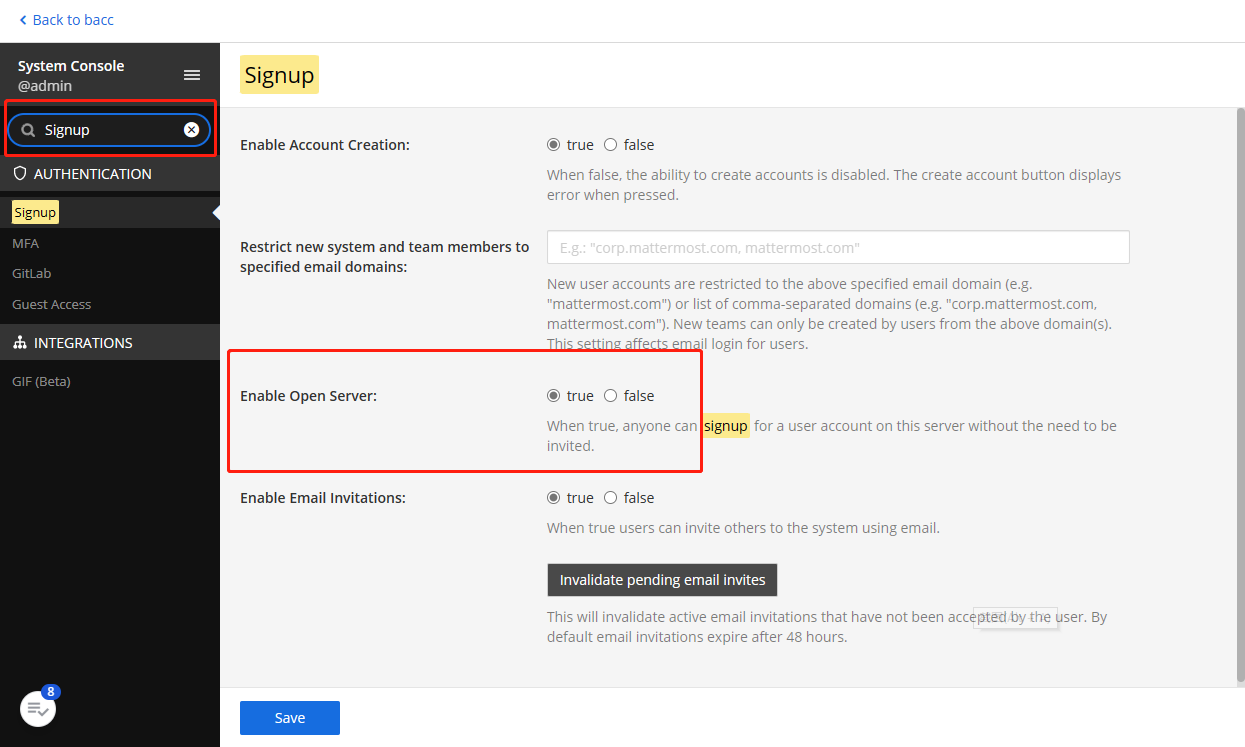 Back to bacc
System Console
@admin
Signup
AUTHENTICATION
Signup
MFA
GitLab
Guest Access
INTEGRATIONS
GIF (Beta)
8
Signup
Enable Account Creation:
true false
When false, the ability to create accounts is disabled. The create account button displays
error when pressed.
Restrict new system and team members to
specified email domains:
E.g.: "corp.mattermost.com, mattermost.com"
New user accounts are restricted to the above specified email domain (e.g.
"mattermost.com") or list of comma-separated domains (e.g. "corp.mattermost.com,
mattermost.com"). New teams can only be created by users from the above domain(s).
This setting affects email login for users.
Enable Open Server:
true false
When true, anyone can signup for a user account on this server without the need to be
invited.
Enable Email Invitations:
true false
When true users can invite others to the system using email.
Invalidate pending email invites
This will invalidate active email invitations that have not been accepted by the user. By
default email invitations expire after 48 hours.
Save